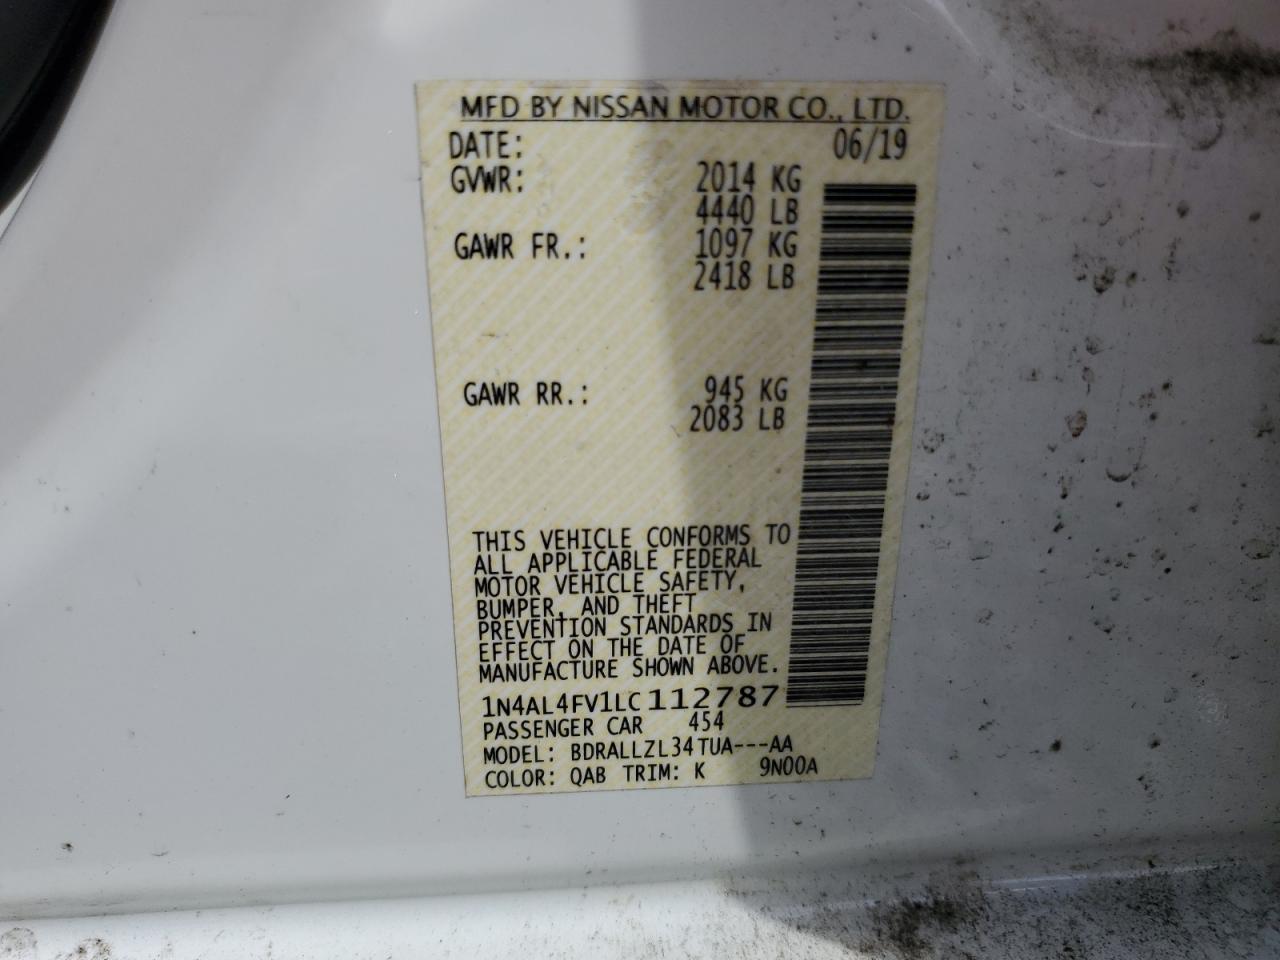 MFD BY NISSAN MOTOR CO., LTD.
DATE: 06/19
GVWR: 2014 KG
4440 LB
GAWR FR.: 1097 KG
2418 LB
GAWR RR.: 945 KG
2083 LB
THIS VEHICLE CONFORMS TO
ALL APPLICABLE FEDERAL
MOTOR VEHICLE SAFETY,
BUMPER, AND THEFT
PREVENTION STANDARDS IN
EFFECT ON THE DATE OF
MANUFACTURE SHOWN ABOVE.
1N4AL4FV1LC112787
PASSENGER CAR 454
MODEL: BDRALLZL34TUA---AA
COLOR: QAB TRIM: K 9N00A